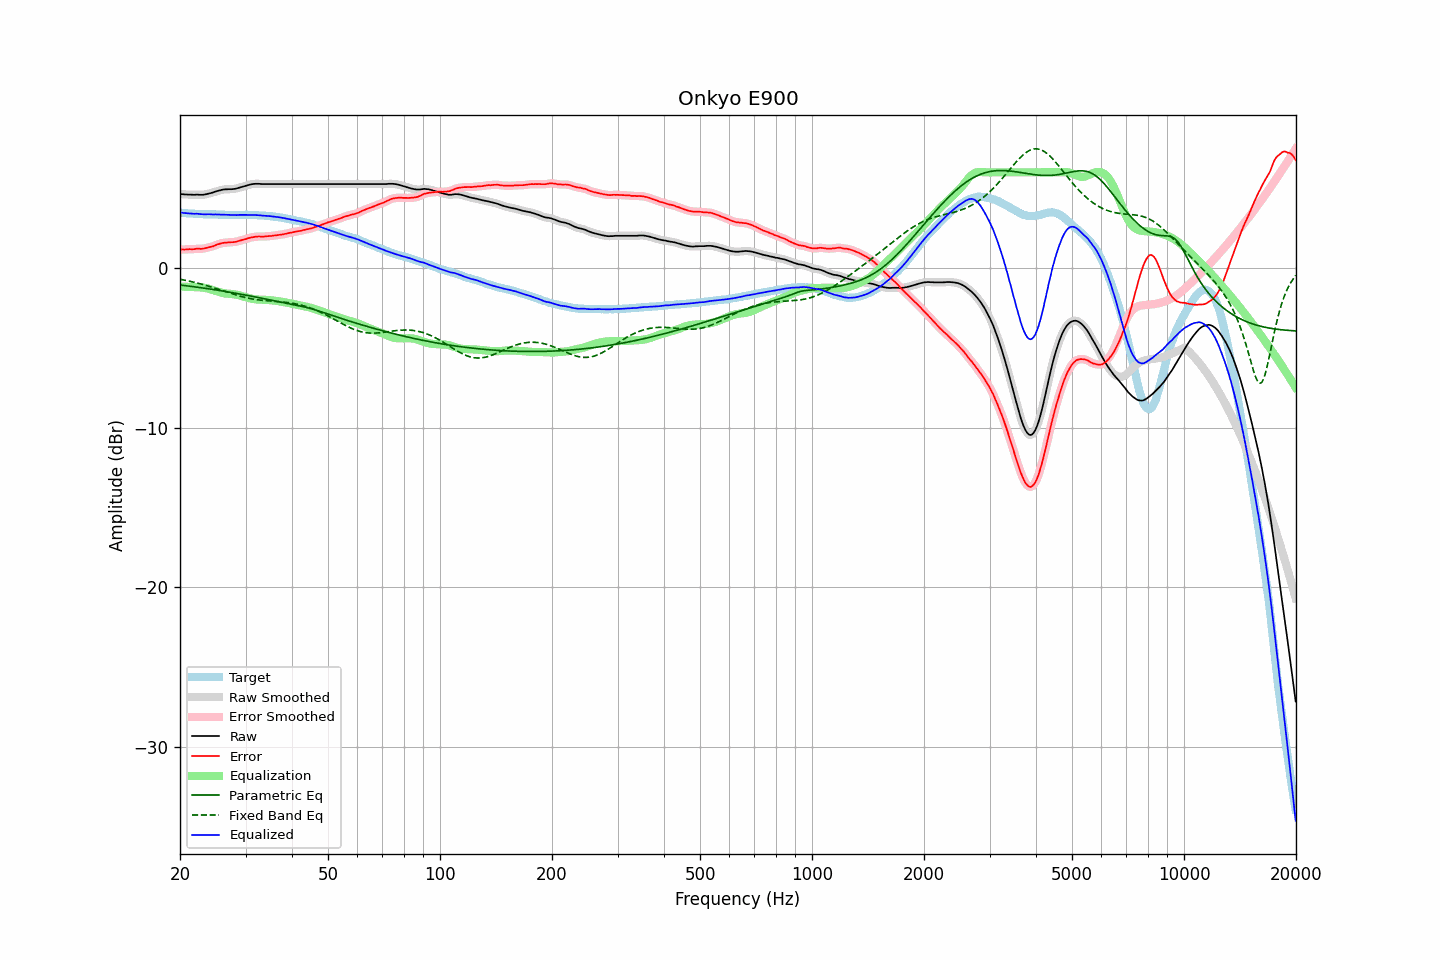 Onkyo E900
Amplitude (dBr)
0
−10
−20
−30
Target
Raw Smoothed
Error Smoothed
Raw
Error
Equalization
Parametric Eq
Fixed Band Eq
Equalized
20 50 100 200 500 1000 2000 5000 10000 20000
Frequency (Hz)